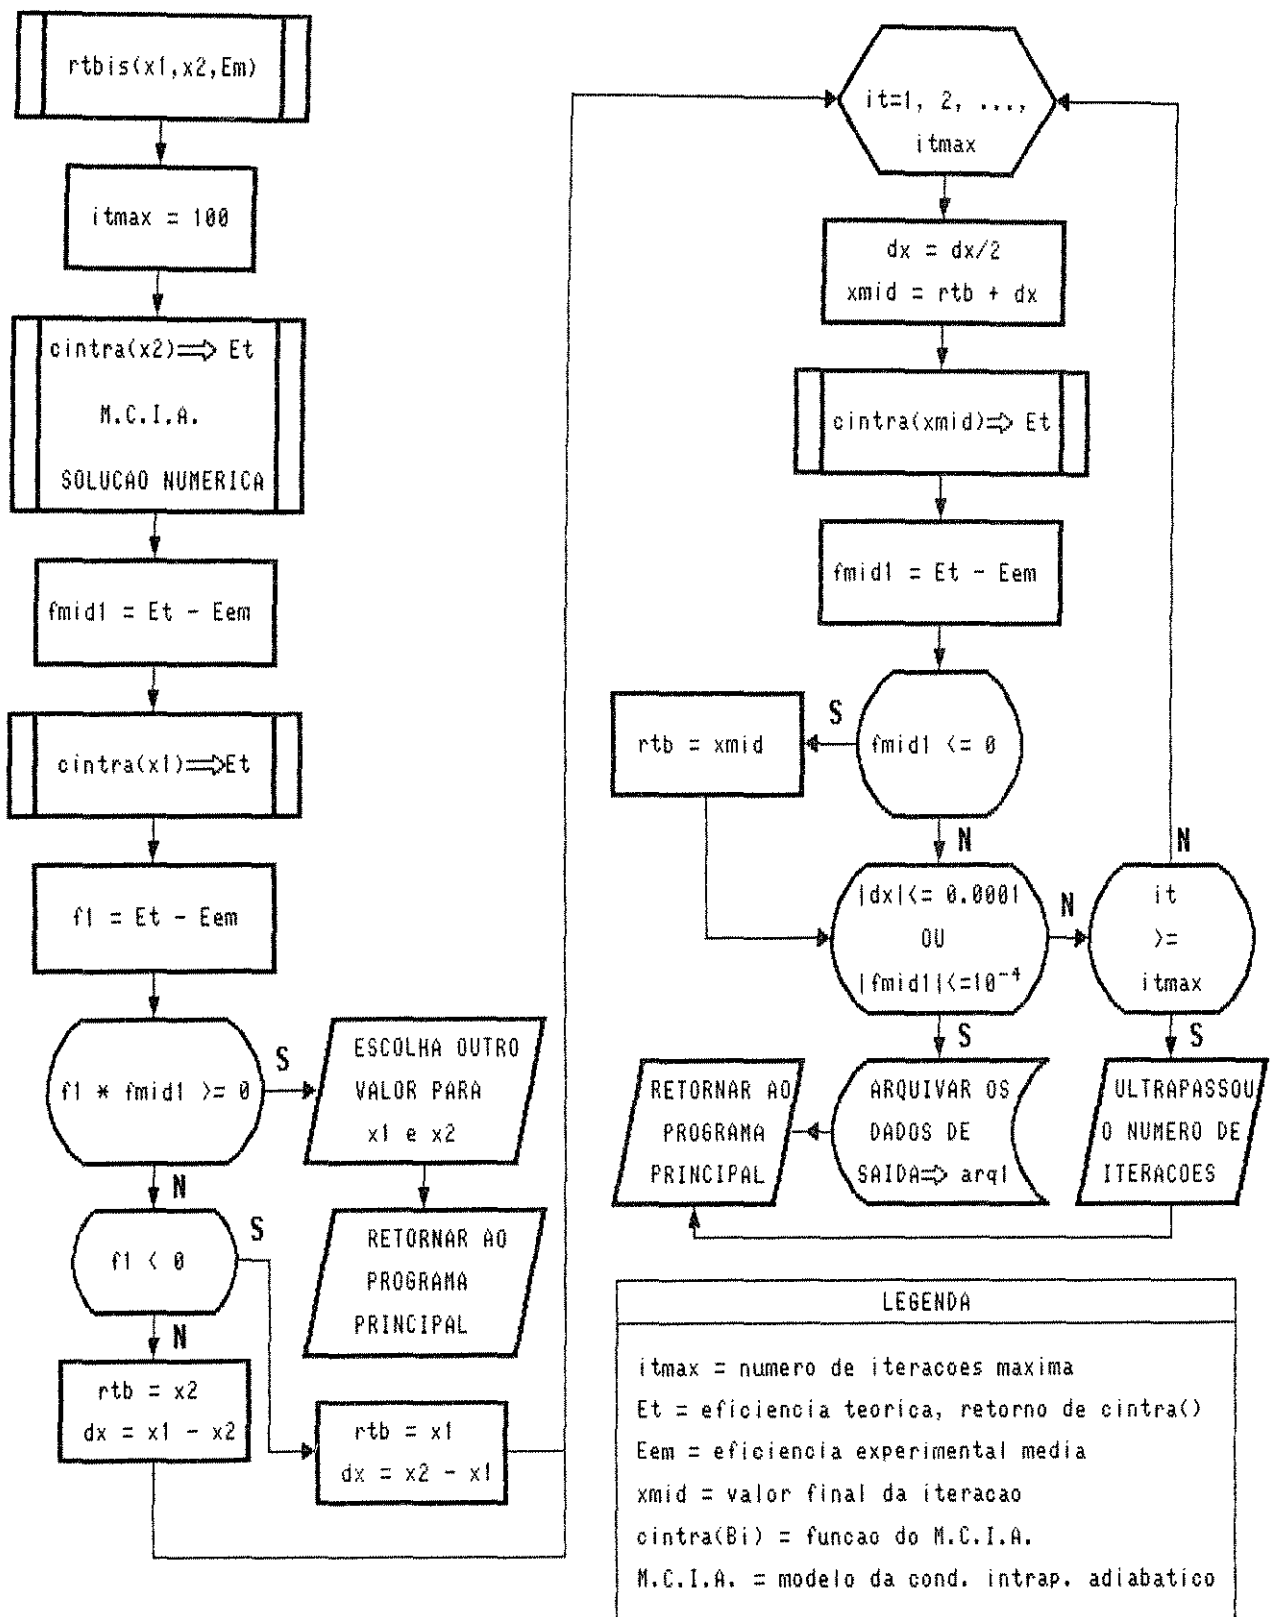 rtbis(x1,x2,Em)
itmax = 100
cintra(x2)⇒ Et
M.C.I.A.
SOLUCAO NUMERICA
fmid1 = Et - Eem
cintra(x1)⇒Et
f1 = Et - Eem
f1 * fmid1 >= 0
S
N
ESCOLHA OUTRO
VALOR PARA
x1 e x2
RETORNAR AO
PROGRAMA
PRINCIPAL
f1 < 0
S
N
rtb = x2
dx = x1 - x2
rtb = x1
dx = x2 - x1
it=1, 2, ...,
itmax
dx = dx/2
xmid = rtb + dx
cintra(xmid)⇒ Et
fmid1 = Et - Eem
fmid1 <= 0
S
N
rtb = xmid
|dx|<= 0.0001
OU
|fmid1|<=10⁻⁴
N
S
it
>=
itmax
N
S
RETORNAR AO
PROGRAMA
PRINCIPAL
ARQUIVAR OS
DADOS DE
SAIDA⇒ arq1
ULTRAPASSOU
O NUMERO DE
ITERACOES
LEGENDA
itmax = numero de iteracoes maxima
Et = eficiencia teorica, retorno de cintra()
Eem = eficiencia experimental media
xmid = valor final da iteracao
cintra(Bi) = funcao do M.C.I.A.
M.C.I.A. = modelo da cond. intrap. adiabatico